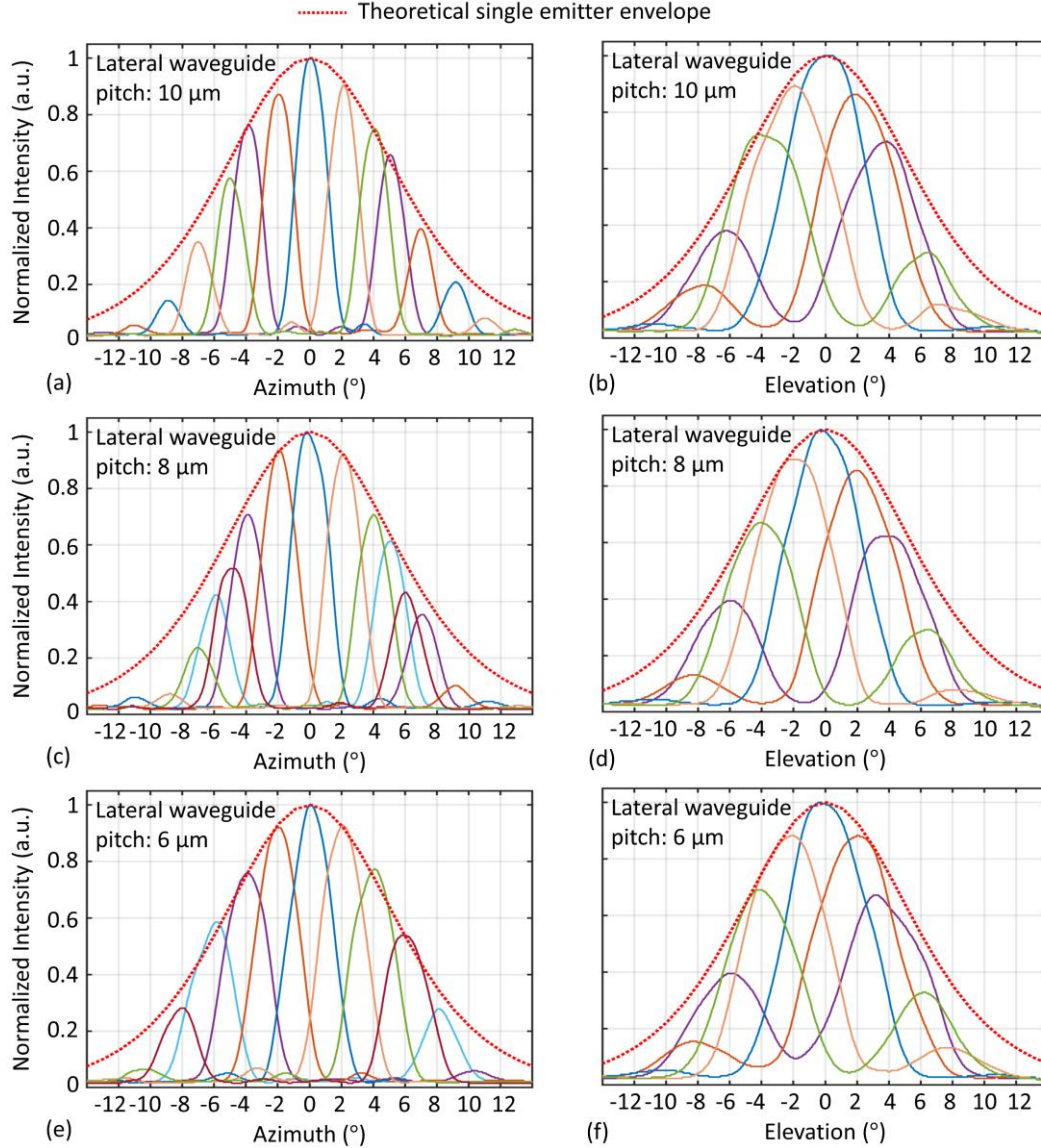 Theoretical single emitter envelope
Lateral waveguide
pitch: 10 μm
1
0.8
0.6
0.4
0.2
0
Normalized Intensity (a.u.)
-12 -10 -8 -6 -4 -2 0 2 4 6 8 10 12
(a)
Azimuth (°)
Lateral waveguide
pitch: 10 μm
-12 -10 -8 -6 -4 -2 0 2 4 6 8 10 12
(b)
Elevation (°)
Lateral waveguide
pitch: 8 μm
1
0.8
0.6
0.4
0.2
0
Normalized Intensity (a.u.)
-12 -10 -8 -6 -4 -2 0 2 4 6 8 10 12
(c)
Azimuth (°)
Lateral waveguide
pitch: 8 μm
-12 -10 -8 -6 -4 -2 0 2 4 6 8 10 12
(d)
Elevation (°)
Lateral waveguide
pitch: 6 μm
1
0.8
0.6
0.4
0.2
0
Normalized Intensity (a.u.)
-12 -10 -8 -6 -4 -2 0 2 4 6 8 10 12
(e)
Azimuth (°)
Lateral waveguide
pitch: 6 μm
-12 -10 -8 -6 -4 -2 0 2 4 6 8 10 12
(f)
Elevation (°)